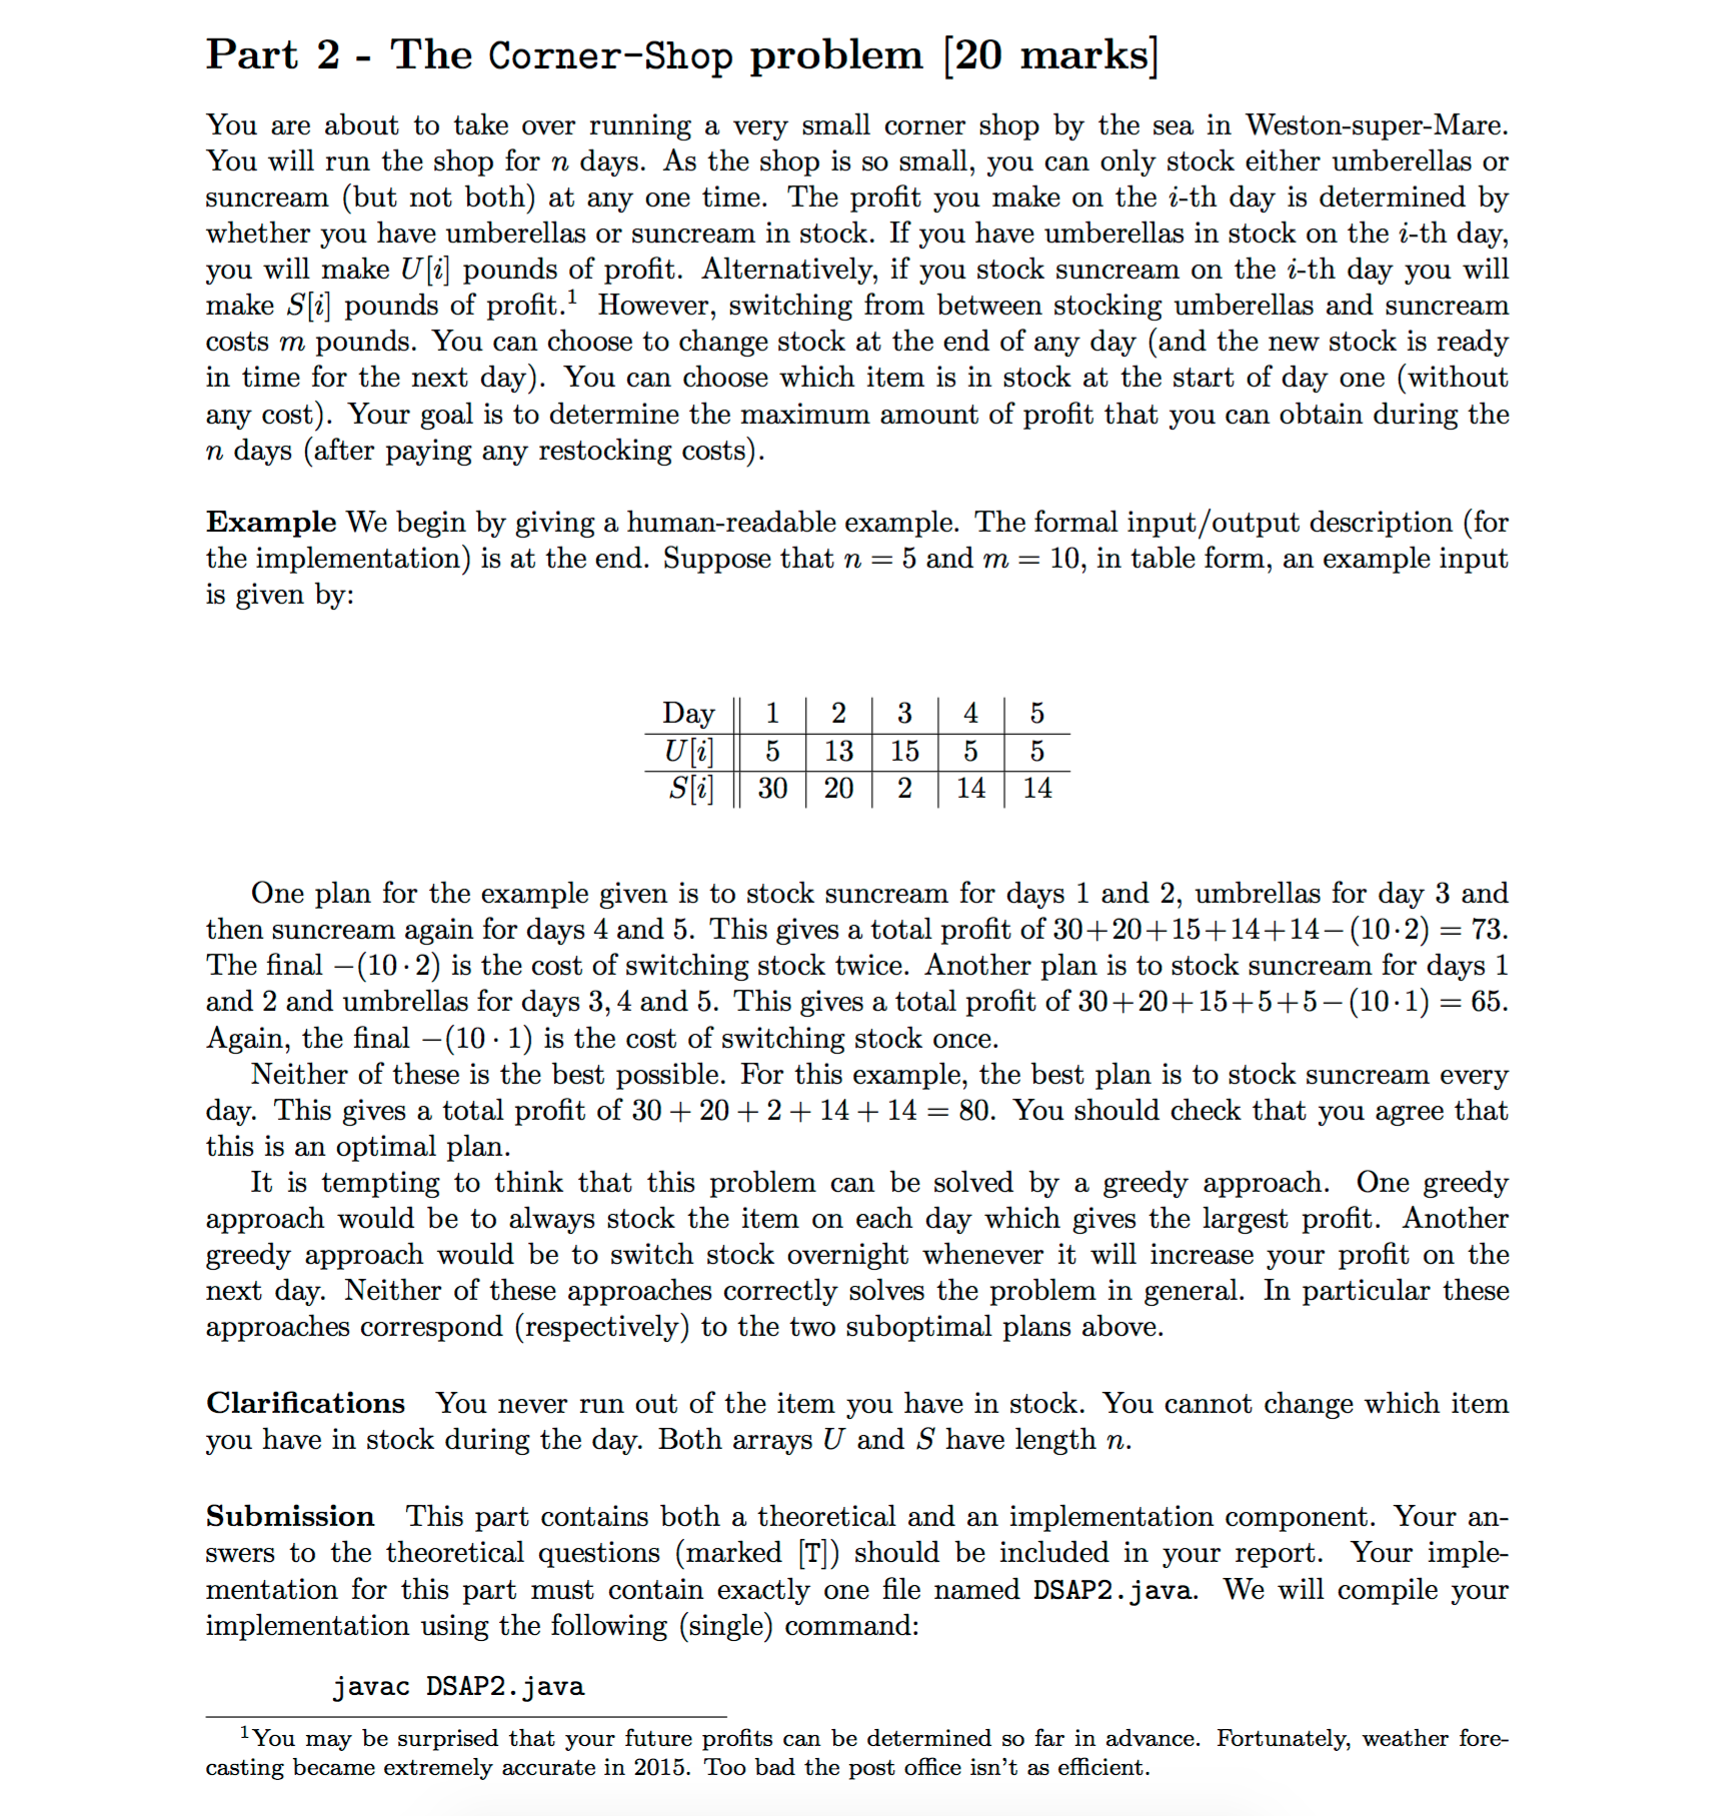 Part 2 - The Corner-Shop problem [20 marks]
You are about to take over running a very small corner shop by the sea in Weston-super-Mare.
You will run the shop for n days. As the shop is so small, you can only stock either umberellas or
suncream (but not both) at any one time. The profit you make on the i-th day is determined by
whether you have umberellas or suncream in stock. If you have umberellas in stock on the i-th day,
you will make U[i] pounds of profit. Alternatively, if you stock suncream on the i-th day you will
make S[i] pounds of profit.¹ However, switching from between stocking umberellas and suncream
costs m pounds. You can choose to change stock at the end of any day (and the new stock is ready
in time for the next day). You can choose which item is in stock at the start of day one (without
any cost). Your goal is to determine the maximum amount of profit that you can obtain during the
n days (after paying any restocking costs).
Example We begin by giving a human-readable example. The formal input/output description (for
the implementation) is at the end. Suppose that n = 5 and m = 10, in table form, an example input
is given by:
Day 1 2 3 4 5
U[i] 5 13 15 5 5
S[i] 30 20 2 14 14
One plan for the example given is to stock suncream for days 1 and 2, umbrellas for day 3 and
then suncream again for days 4 and 5. This gives a total profit of 30+20+15+14+14−(10·2) = 73.
The final −(10·2) is the cost of switching stock twice. Another plan is to stock suncream for days 1
and 2 and umbrellas for days 3, 4 and 5. This gives a total profit of 30+20+15+5+5−(10·1) = 65.
Again, the final −(10 · 1) is the cost of switching stock once.
Neither of these is the best possible. For this example, the best plan is to stock suncream every
day. This gives a total profit of 30 + 20 + 2 + 14 + 14 = 80. You should check that you agree that
this is an optimal plan.
It is tempting to think that this problem can be solved by a greedy approach. One greedy
approach would be to always stock the item on each day which gives the largest profit. Another
greedy approach would be to switch stock overnight whenever it will increase your profit on the
next day. Neither of these approaches correctly solves the problem in general. In particular these
approaches correspond (respectively) to the two suboptimal plans above.
Clarifications You never run out of the item you have in stock. You cannot change which item
you have in stock during the day. Both arrays U and S have length n.
Submission This part contains both a theoretical and an implementation component. Your an-
swers to the theoretical questions (marked [T]) should be included in your report. Your imple-
mentation for this part must contain exactly one file named DSAP2.java. We will compile your
implementation using the following (single) command:
javac DSAP2.java
¹You may be surprised that your future profits can be determined so far in advance. Fortunately, weather fore-
casting became extremely accurate in 2015. Too bad the post office isn't as efficient.